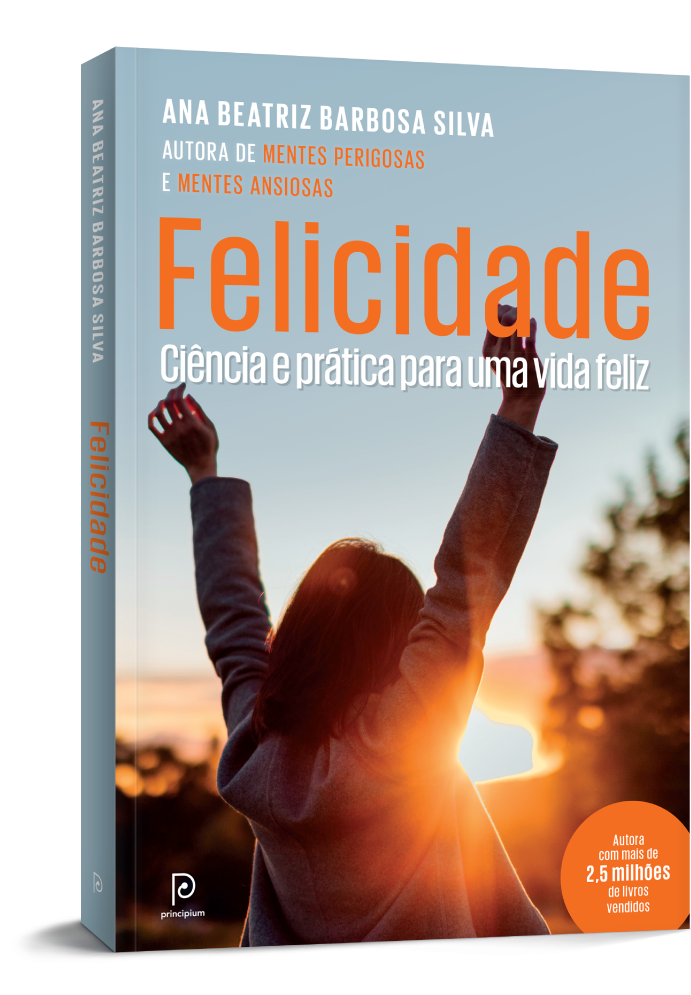 ANA BEATRIZ BARBOSA SILVA
AUTORA DE MENTES PERIGOSAS
E MENTES ANSIOSAS
Felicidade
Ciência e prática para uma vida feliz
Autora
com mais de
2,5 milhões
de livros
vendidos
principium
ANA BEATRIZ BARBOSA SILVA
Felicidade